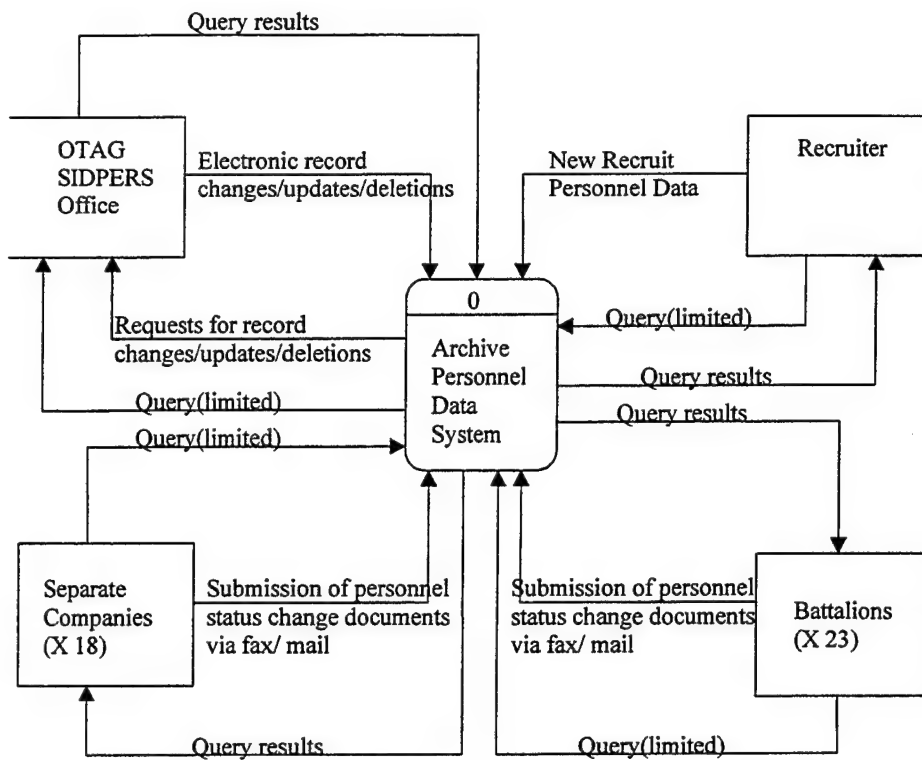 Query results
OTAG
SIDPERS
Office
Electronic record
changes/updates/deletions
New Recruit
Personnel Data
Recruiter
0
Archive
Personnel
Data
System
Requests for record
changes/updates/deletions
Query(limited)
Query(limited)
Query(limited)
Query results
Query results
Separate
Companies
(X 18)
Submission of personnel
status change documents
via fax/ mail
Submission of personnel
status change documents
via fax/ mail
Battalions
(X 23)
Query results
Query(limited)